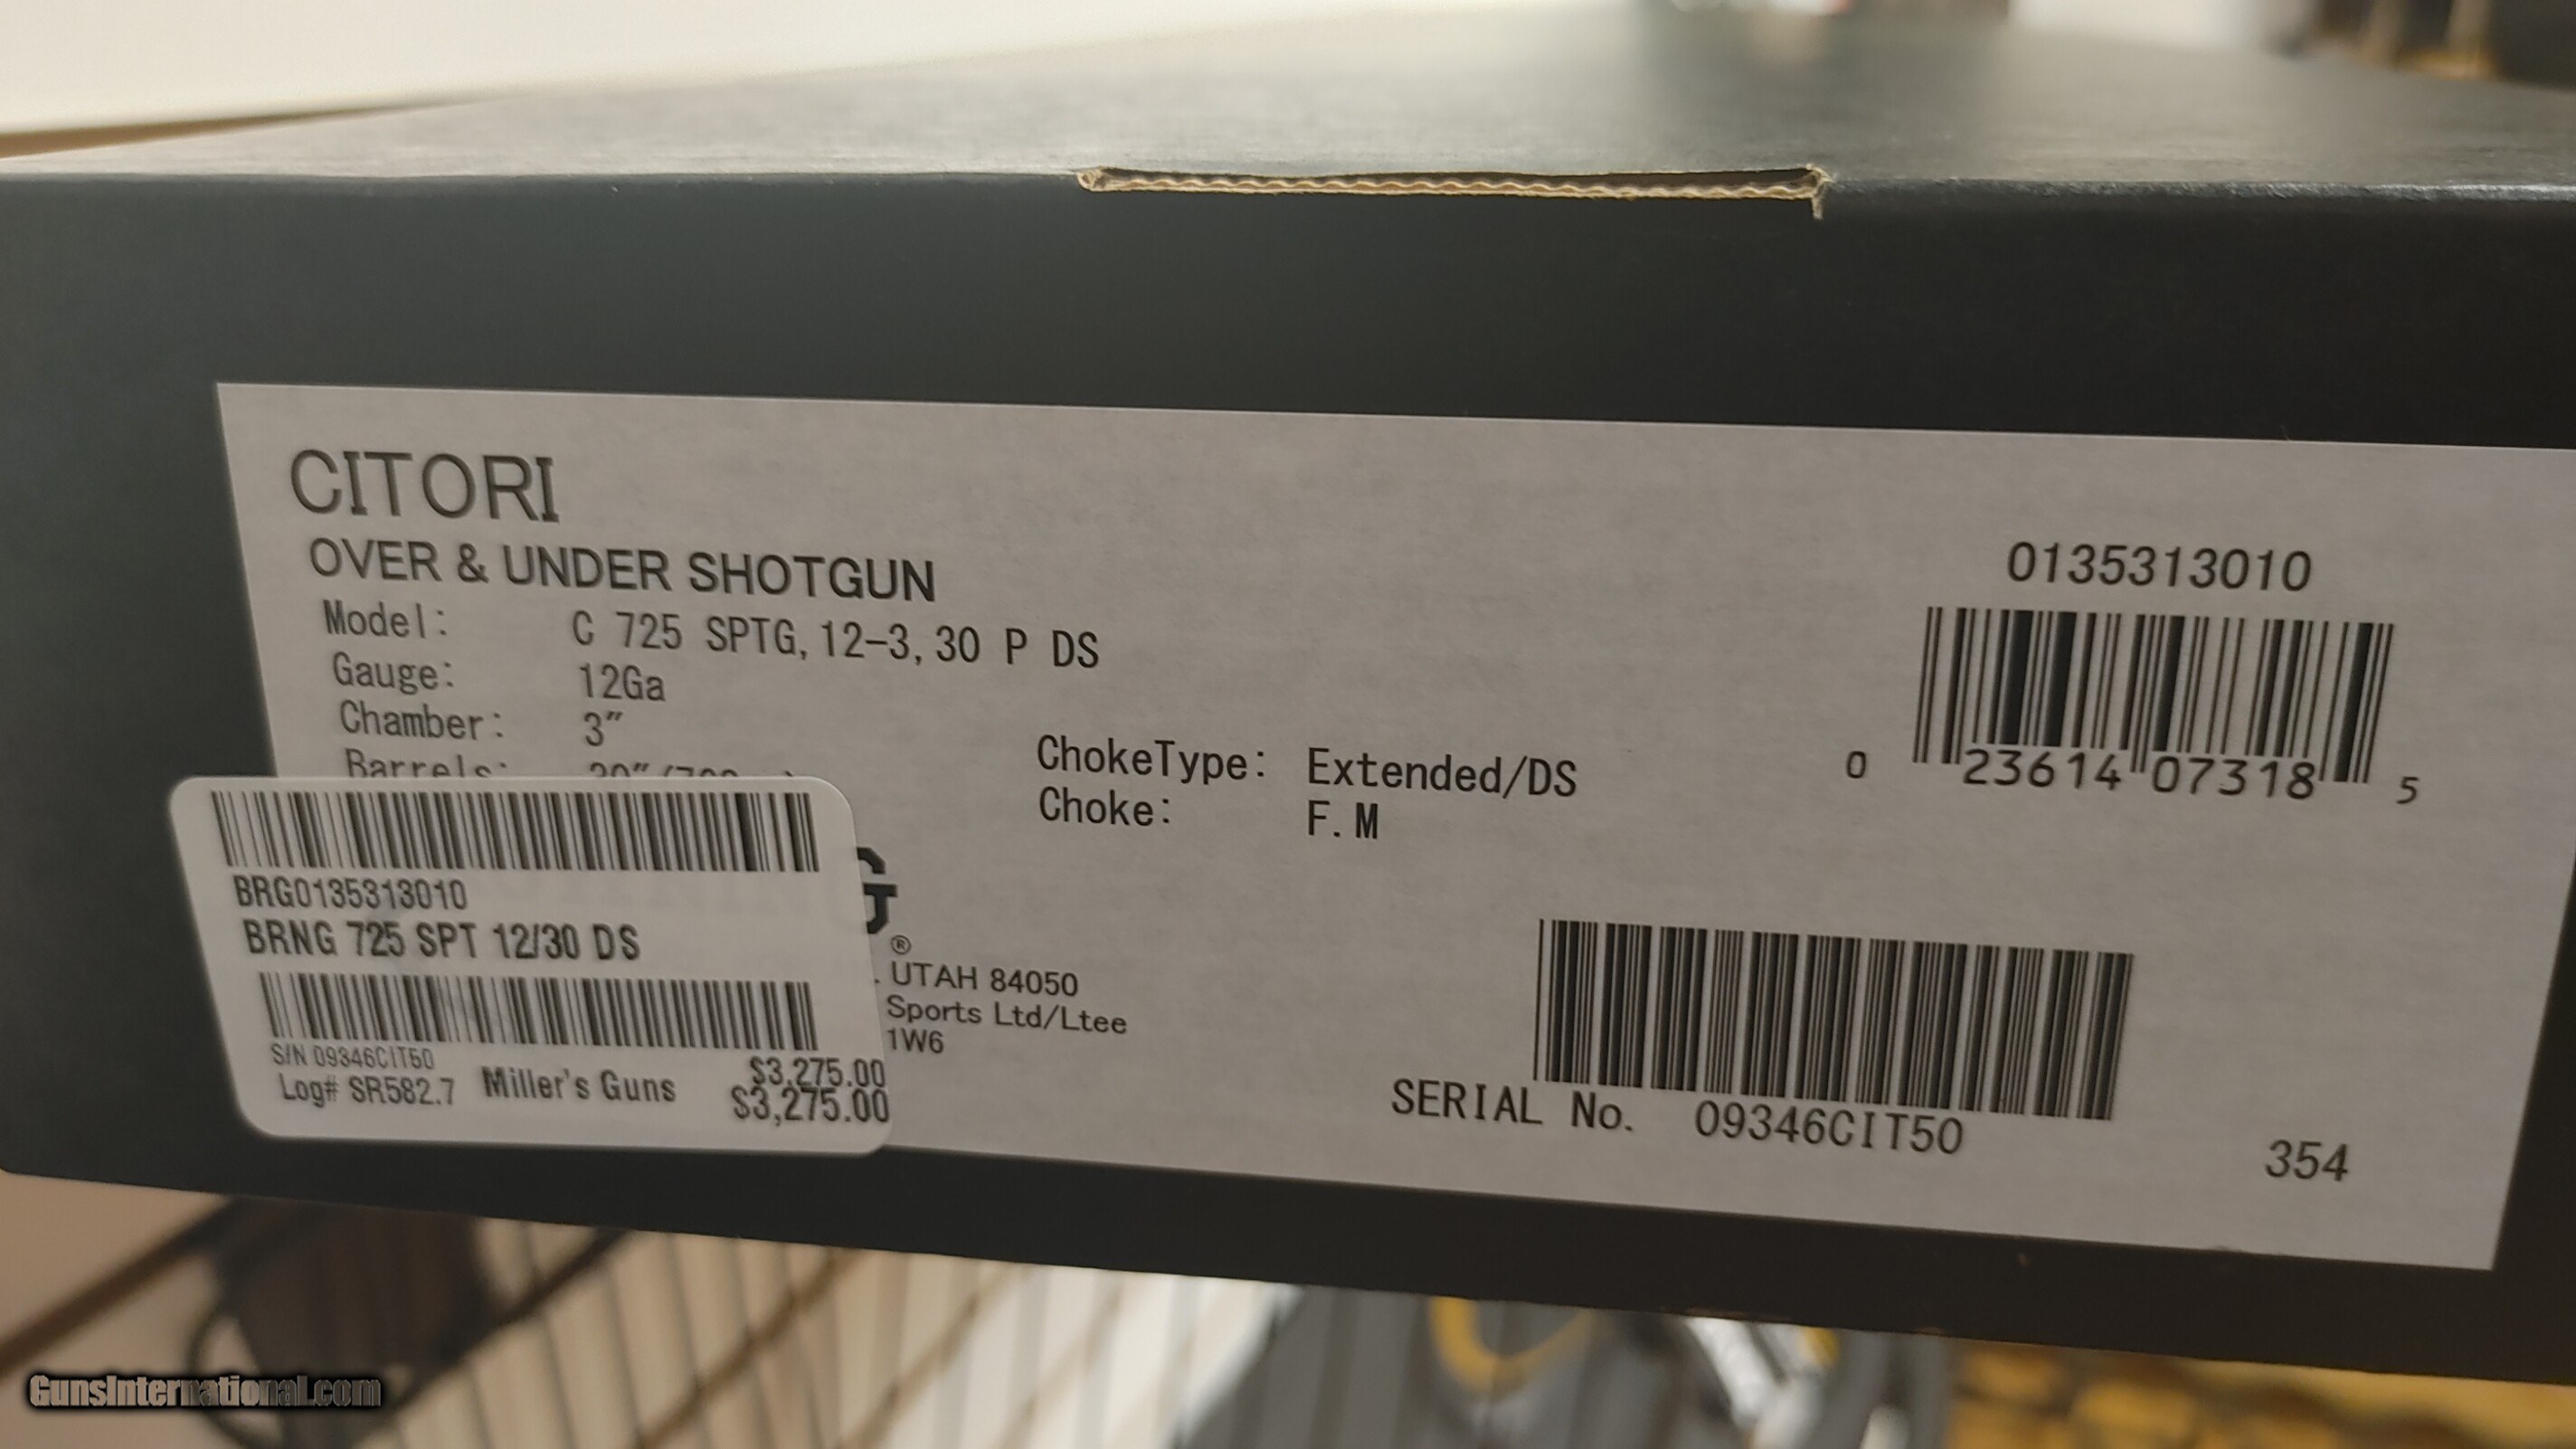 CITORI
OVER & UNDER SHOTGUN
Model: C 725 SPTG, 12-3, 30 P DS
Gauge: 12Ga
Chamber: 3"
Barrels:
ChokeType: Extended/DS
Choke: F.M
0135313010
0 23614 07318 5
BRG0135313010
BRNG 725 SPT 12/30 DS
S/N 09346CIT50
$3,275.00
Log# SR582.7 Miller's Guns $3,275.00
G®
. UTAH 84050
Sports Ltd/Ltee
1W6
SERIAL No. 09346CIT50
354
GunsInternational.com